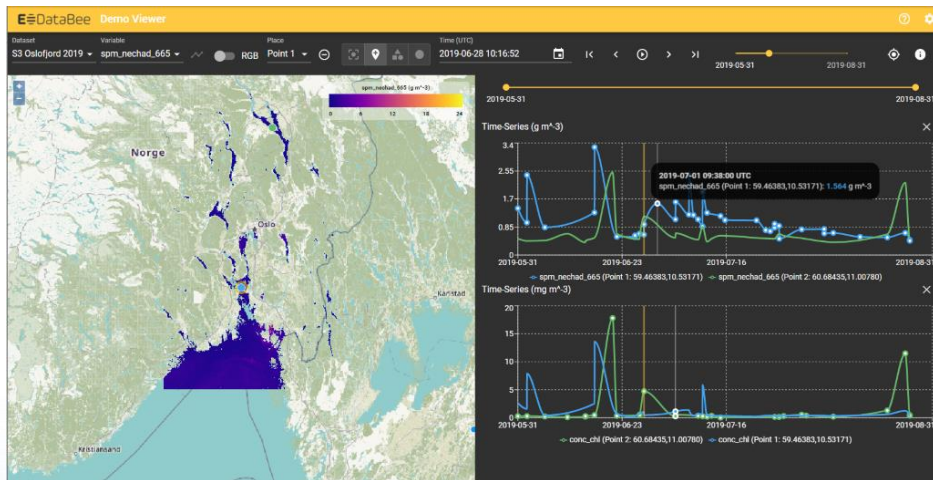 EODataBee Demo Viewer
Dataset
S3 Oslofjord 2019
Variable
spm_nechad_665
RGB
Place
Point 1
Time (UTC)
2019-06-28 10:16:52
2019-05-31
2019-08-31
spm_nechad_665 (g m^-3)
0 6 12 18 24
Norge
Oslo
Karlstad
Kristiansand
2019-05-31
2019-08-31
Time-Series (g m^-3)
3.4
2.55
1.7
0.85
0
2019-07-01 09:38:00 UTC
spm_nechad_665 (Point 1: 59.46383,10.53171): 1.564 g m^-3
2019-05-31 2019-06-23 2019-07-16 2019-08-31
spm_nechad_665 (Point 1: 59.46383,10.53171) spm_nechad_665 (Point 2: 60.68435,11.00780)
Time-Series (mg m^-3)
20
15
10
5
0
2019-05-31 2019-06-23 2019-07-16 2019-08-31
conc_chl (Point 2: 60.68435,11.00780) conc_chl (Point 1: 59.46383,10.53171)